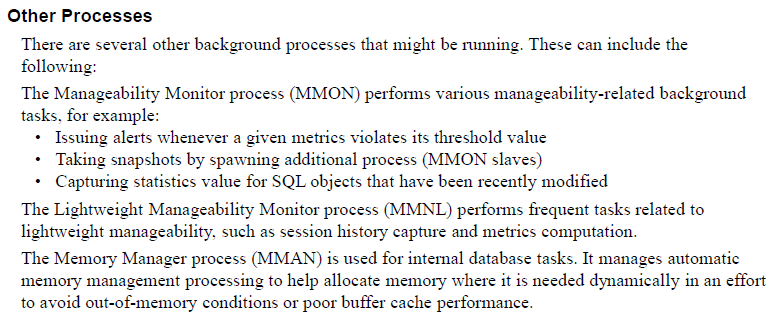 Other Processes
There are several other background processes that might be running. These can include the
following:
The Manageability Monitor process (MMON) performs various manageability-related background
tasks, for example:
• Issuing alerts whenever a given metrics violates its threshold value
• Taking snapshots by spawning additional process (MMON slaves)
• Capturing statistics value for SQL objects that have been recently modified
The Lightweight Manageability Monitor process (MMNL) performs frequent tasks related to
lightweight manageability, such as session history capture and metrics computation.
The Memory Manager process (MMAN) is used for internal database tasks. It manages automatic
memory management processing to help allocate memory where it is needed dynamically in an effort
to avoid out-of-memory conditions or poor buffer cache performance.